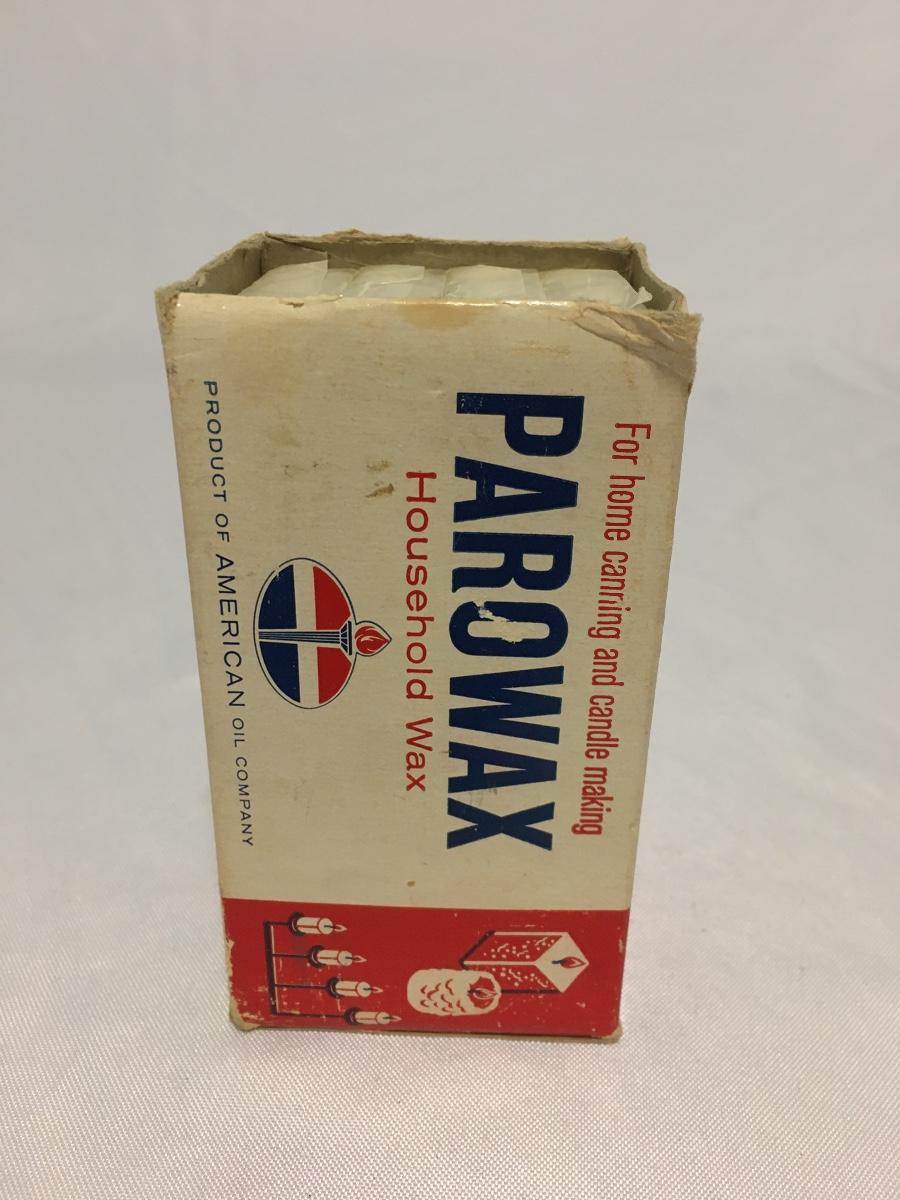 For home canning and candle making
PAROWAX
Household Wax
PRODUCT OF AMERICAN OIL COMPANY